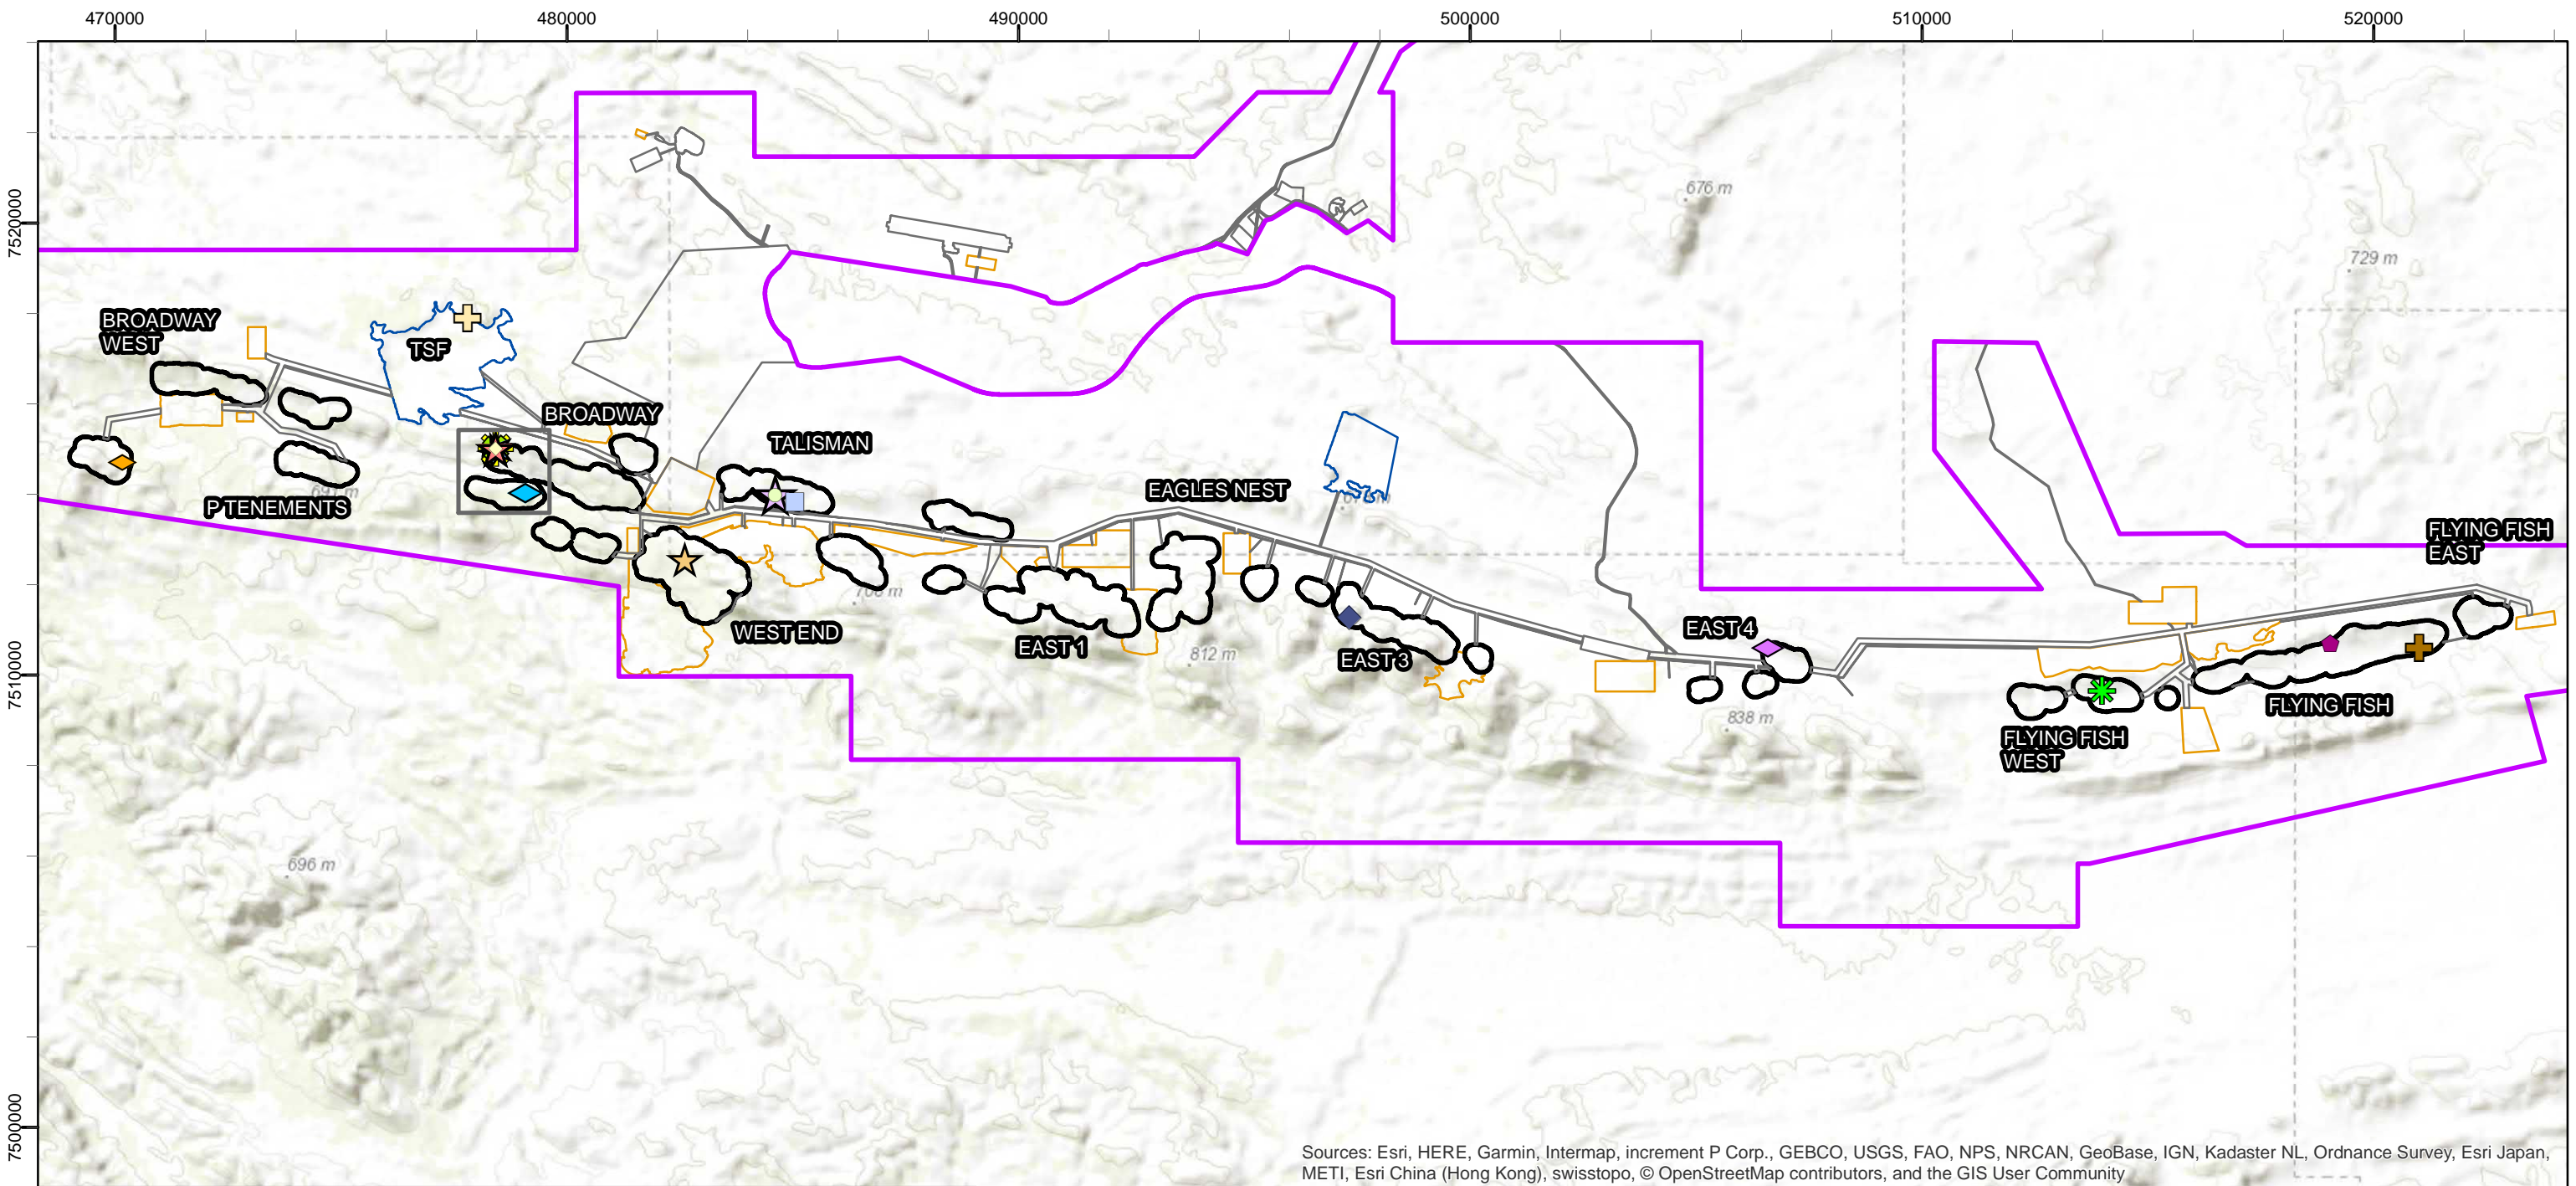 470000
480000
490000
500000
510000
520000
7520000
7510000
7500000
676 m
729 m
BROADWAY
WEST
TSF
BROADWAY
TALISMAN
P TENEMENTS
EAGLES NEST
FLYING FISH
EAST
WEST END
EAST 1
812 m
EAST 3
EAST 4
838 m
FLYING FISH
FLYING FISH
WEST
696 m
Sources: Esri, HERE, Garmin, Intermap, increment P Corp., GEBCO, USGS, FAO, NPS, NRCAN, GeoBase, IGN, Kadaster NL, Ordnance Survey, Esri Japan,
METI, Esri China (Hong Kong), swisstopo, © OpenStreetMap contributors, and the GIS User Community